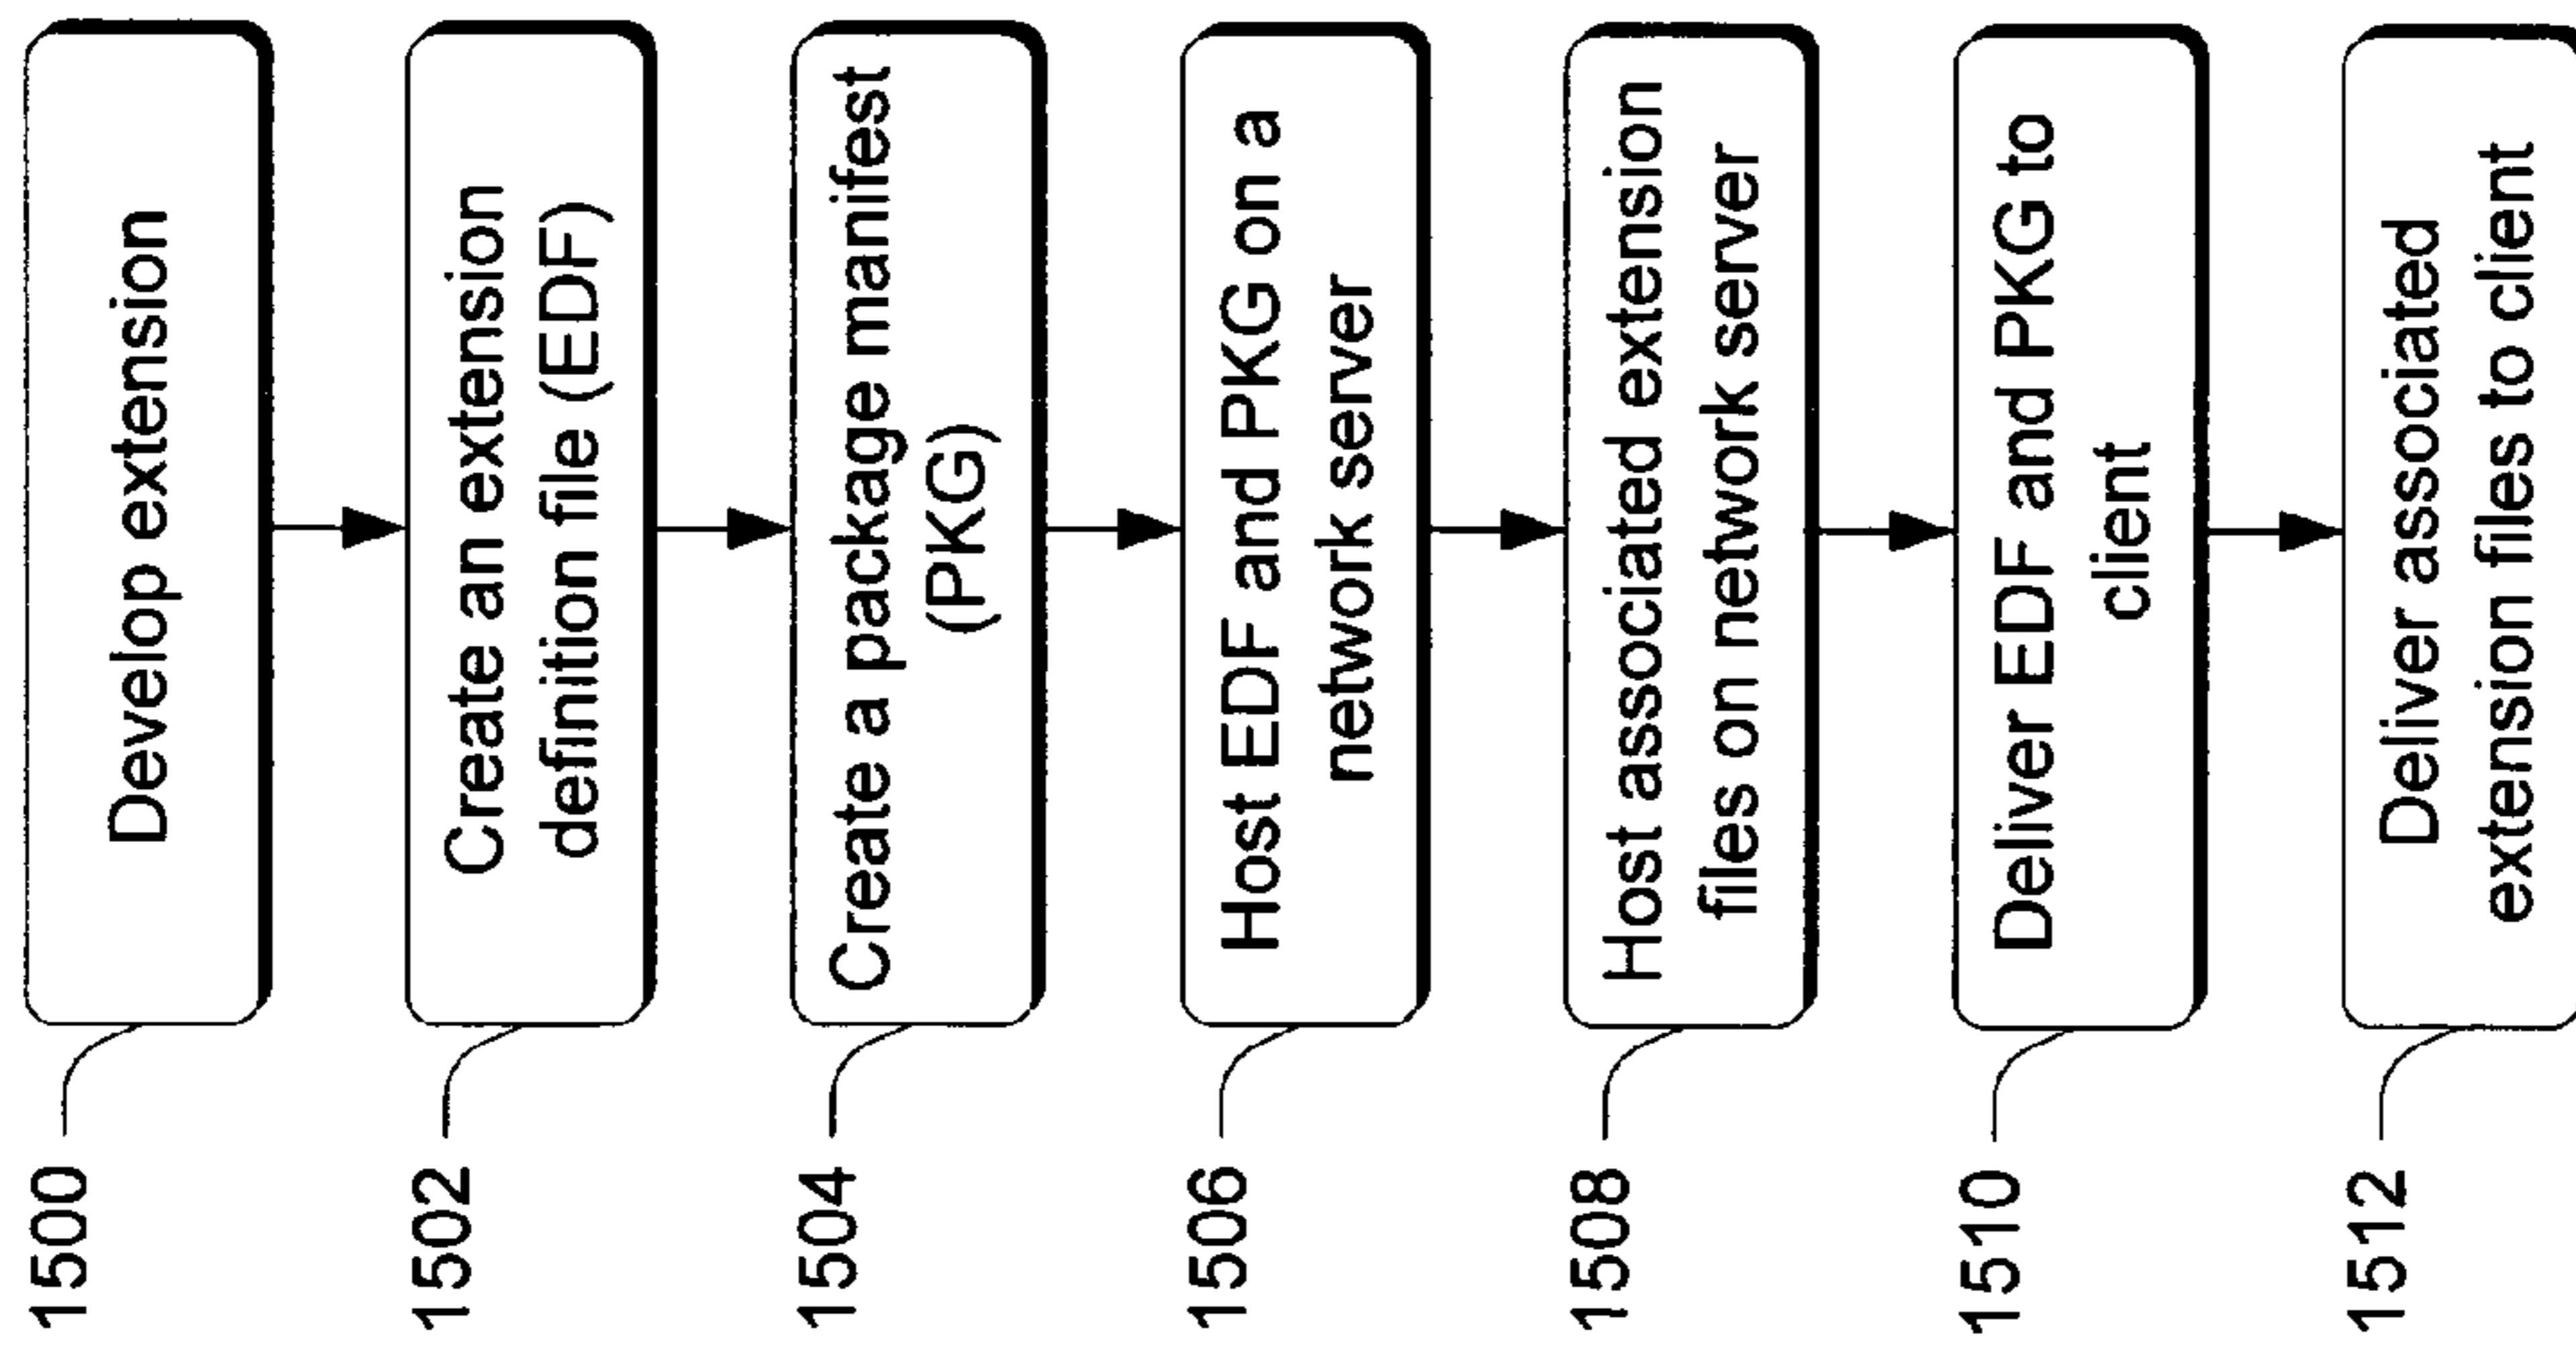 1500
Develop extension
1502
Create an extension
definition file (EDF)
1504
Create a package manifest
(PKG)
1506
Host EDF and PKG on a
network server
1508
Host associated extension
files on network server
1510
Deliver EDF and PKG to
client
1512
Deliver associated
extension files to client